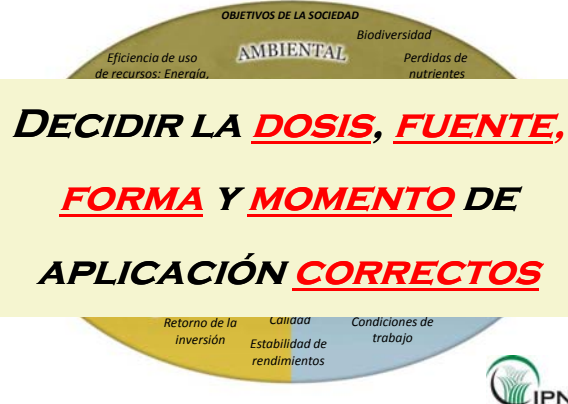 OBJETIVOS DE LA SOCIEDAD
AMBIENTAL
Biodiversidad
Eficiencia de uso
de recursos: Energía,
Perdidas de
nutrientes
DECIDIR LA DOSIS, FUENTE,
FORMA Y MOMENTO DE
APLICACIÓN CORRECTOS
Retorno de la
inversión
Calidad
Estabilidad de
rendimientos
Condiciones de
trabajo
IPN